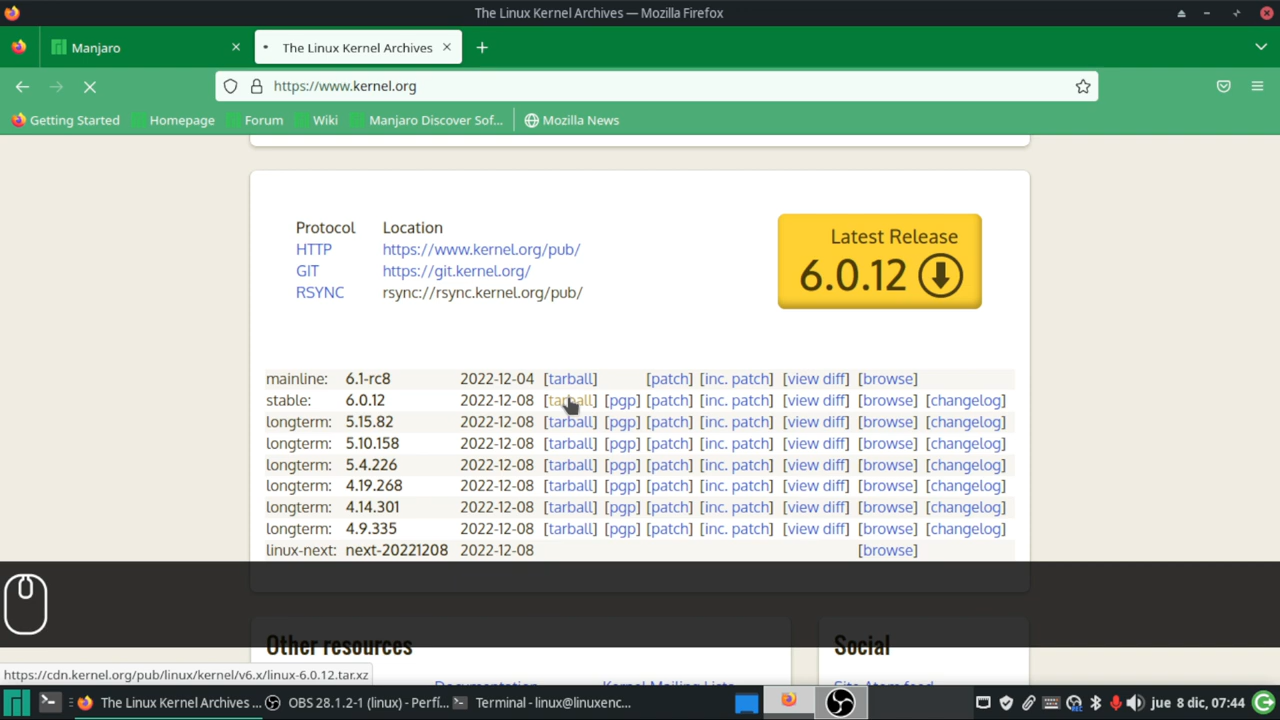 The Linux Kernel Archives — Mozilla Firefox
Manjaro
The Linux Kernel Archives
https://www.kernel.org
Getting Started Homepage Forum Wiki Manjaro Discover Sof... Mozilla News
Protocol Location
HTTP https://www.kernel.org/pub/
GIT https://git.kernel.org/
RSYNC rsync://rsync.kernel.org/pub/
Latest Release
6.0.12
mainline: 6.1-rc8 2022-12-04 [tarball] [patch] [inc. patch] [view diff] [browse]
stable: 6.0.12 2022-12-08 [tarball] [pgp] [patch] [inc. patch] [view diff] [browse] [changelog]
longterm: 5.15.82 2022-12-08 [tarball] [pgp] [patch] [inc. patch] [view diff] [browse] [changelog]
longterm: 5.10.158 2022-12-08 [tarball] [pgp] [patch] [inc. patch] [view diff] [browse] [changelog]
longterm: 5.4.226 2022-12-08 [tarball] [pgp] [patch] [inc. patch] [view diff] [browse] [changelog]
longterm: 4.19.268 2022-12-08 [tarball] [pgp] [patch] [inc. patch] [view diff] [browse] [changelog]
longterm: 4.14.301 2022-12-08 [tarball] [pgp] [patch] [inc. patch] [view diff] [browse] [changelog]
longterm: 4.9.335 2022-12-08 [tarball] [pgp] [patch] [inc. patch] [view diff] [browse] [changelog]
linux-next: next-20221208 2022-12-08 [browse]
Other resources
Social
Documentation Kernel Mailing Lists
Site Atom feed
https://cdn.kernel.org/pub/linux/kernel/v6.x/linux-6.0.12.tar.xz
The Linux Kernel Archives ... OBS 28.1.2-1 (linux) - Perfí... Terminal - linux@linuxenc... jue 8 dic, 07:44